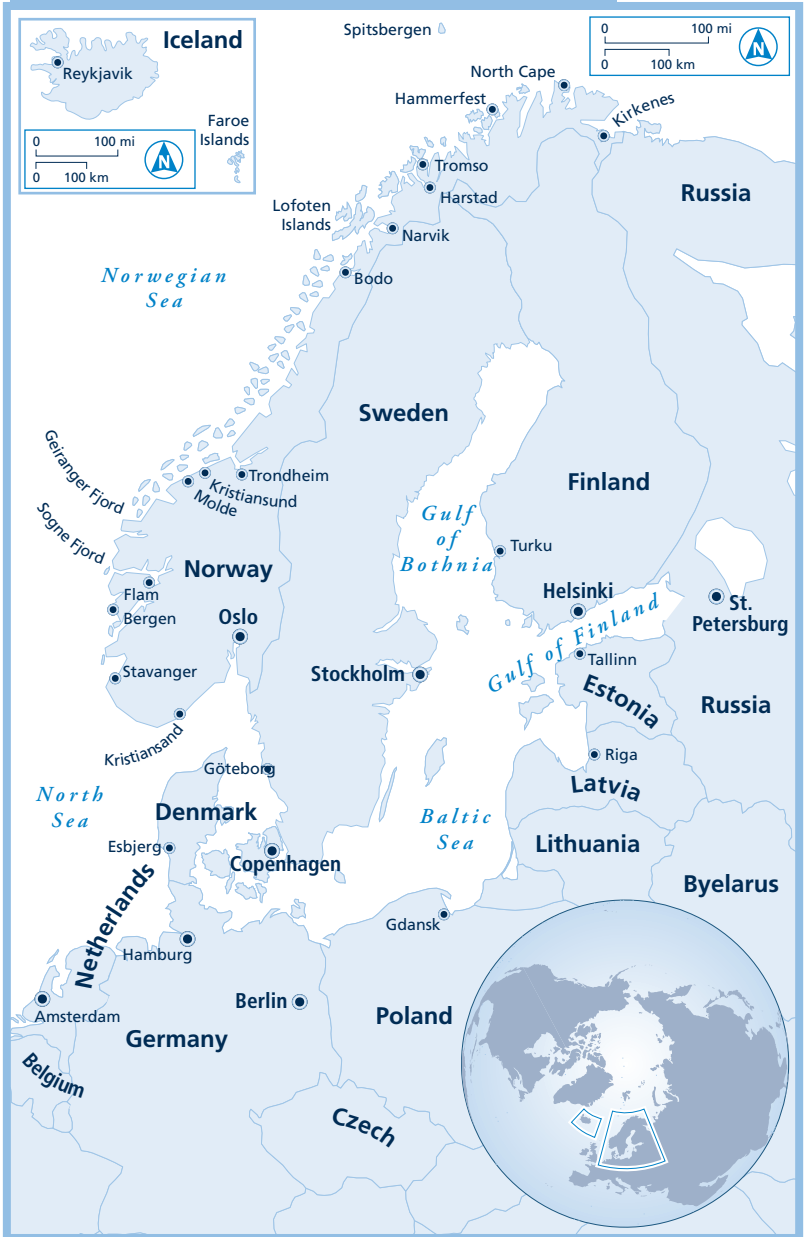 Iceland
Reykjavik
Faroe
Islands
0 100 mi
0 100 km
N
Spitsbergen
0 100 mi
0 100 km
N
North Cape
Hammerfest
Kirkenes
Tromso
Harstad
Russia
Lofoten
Islands
Narvik
Bodo
Norwegian
Sea
Sweden
Geiranger Fjord
Sogne Fjord
Trondheim
Kristiansund
Molde
Finland
Gulf
of
Bothnia
Turku
Norway
Flam
Bergen
Oslo
Helsinki
Gulf of Finland
St.
Petersburg
Stavanger
Stockholm
Tallinn
Estonia
Russia
Kristiansand
Göteborg
Riga
Latvia
North
Sea
Denmark
Baltic
Sea
Esbjerg
Copenhagen
Lithuania
Byelarus
Netherlands
Gdansk
Hamburg
Berlin
Amsterdam
Poland
Germany
Belgium
Czech